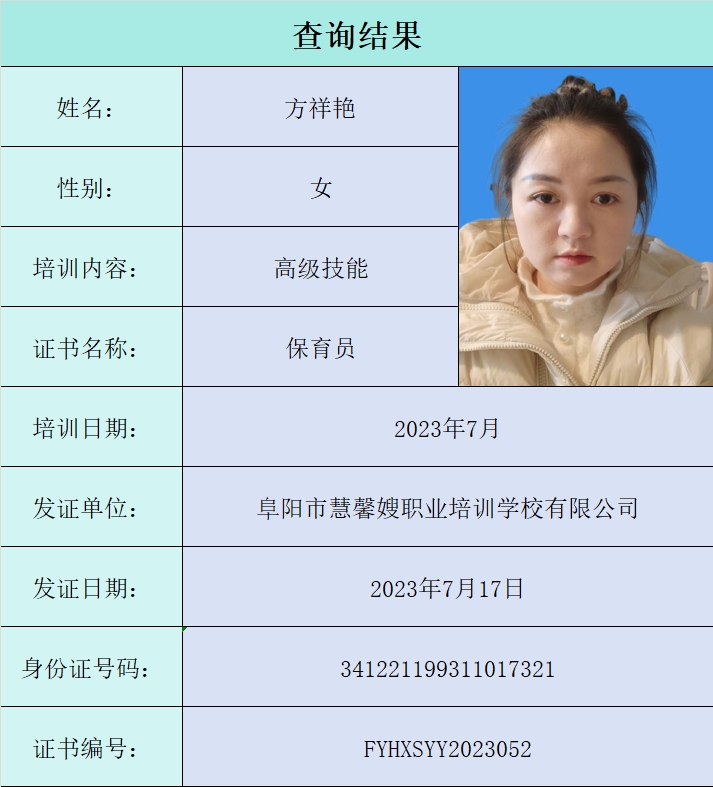 查询结果
姓名： 方祥艳
性别： 女
培训内容： 高级技能
证书名称： 保育员
培训日期： 2023年7月
发证单位： 阜阳市慧馨嫂职业培训学校有限公司
发证日期： 2023年7月17日
身份证号码： 341221199311017321
证书编号： FYHXSYY2023052